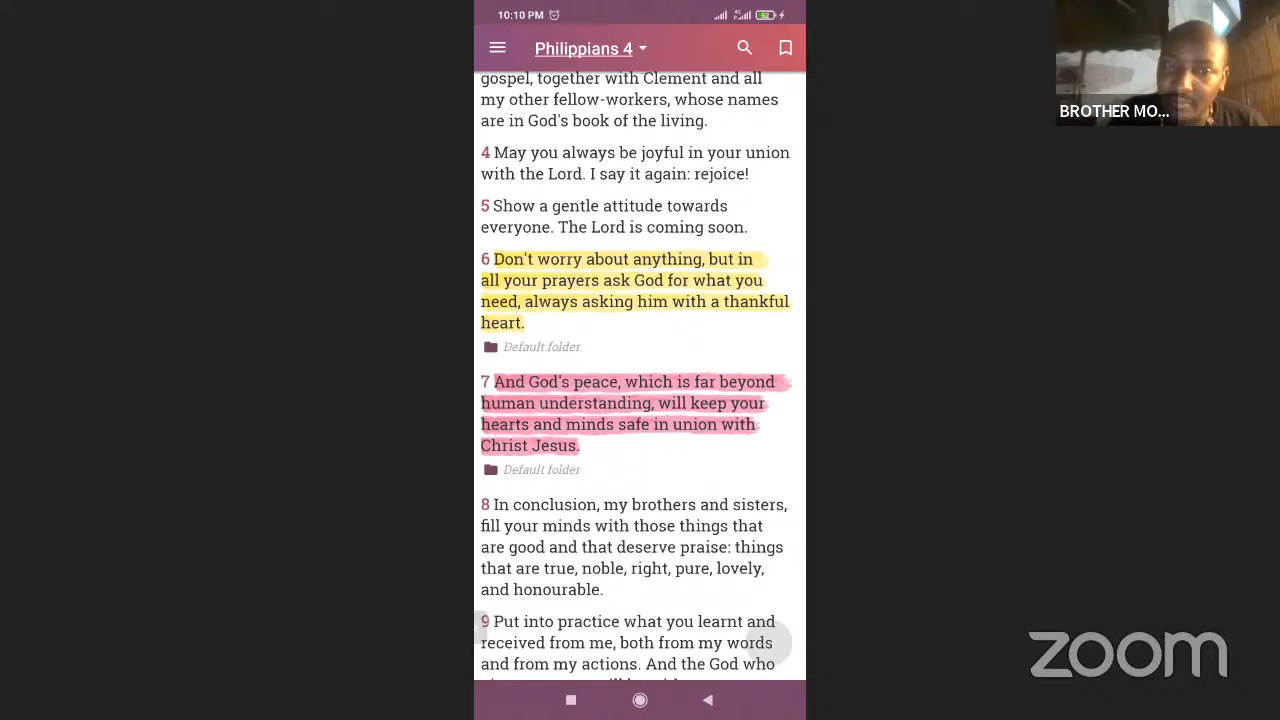 10:10 PM
4G
52
Philippians 4
gospel, together with Clement and all
my other fellow-workers, whose names
are in God's book of the living.
4 May you always be joyful in your union
with the Lord. I say it again: rejoice!
5 Show a gentle attitude towards
everyone. The Lord is coming soon.
6 Don't worry about anything, but in
all your prayers ask God for what you
need, always asking him with a thankful
heart.
Default folder
7 And God's peace, which is far beyond
human understanding, will keep your
hearts and minds safe in union with
Christ Jesus.
Default folder
8 In conclusion, my brothers and sisters,
fill your minds with those things that
are good and that deserve praise: things
that are true, noble, right, pure, lovely,
and honourable.
9 Put into practice what you learnt and
received from me, both from my words
and from my actions. And the God who
BROTHER MO...
zoom